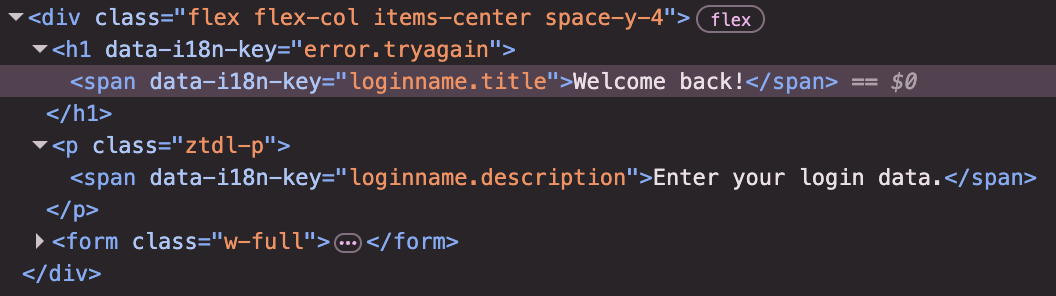 <div class="flex flex-col items-center space-y-4"> flex
<h1 data-i18n-key="error.tryagain">
<span data-i18n-key="loginname.title">Welcome back!</span> == $0
</h1>
<p class="ztdl-p">
<span data-i18n-key="loginname.description">Enter your login data.</span>
</p>
<form class="w-full">…</form>
</div>